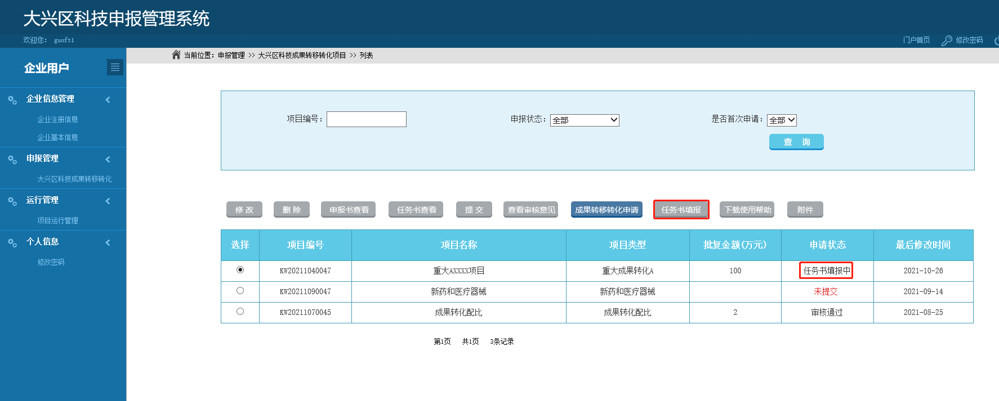 大兴区科技申报管理系统
欢迎您： guoft1
门户首页 修改密码
企业用户
当前位置：申报管理 >> 大兴区科技成果转移转化项目 >> 列表
企业信息管理
企业注册信息
企业基本信息
申报管理
大兴区科技成果转移转化
运行管理
项目运行管理
个人信息
修改密码
项目编号：
申报状态：全部
是否首次申请：全部
查 询
修 改 删 除 申报书查看 任务书查看 提 交 查看审核意见 成果转移转化申请 任务书填报 下载使用帮助 附件
选择 项目编号 项目名称 项目类型 批复金额(万元) 申请状态 最后修改时间
KW20211040047 重大AXXXX项目 重大成果转化A 100 任务书填报中 2021-10-26
KW20211090047 新药和医疗器械 新药和医疗器械 未提交 2021-09-14
KW20211070045 成果转化配比 成果转化配比 2 审核通过 2021-08-25
第1页 共1页 3条记录